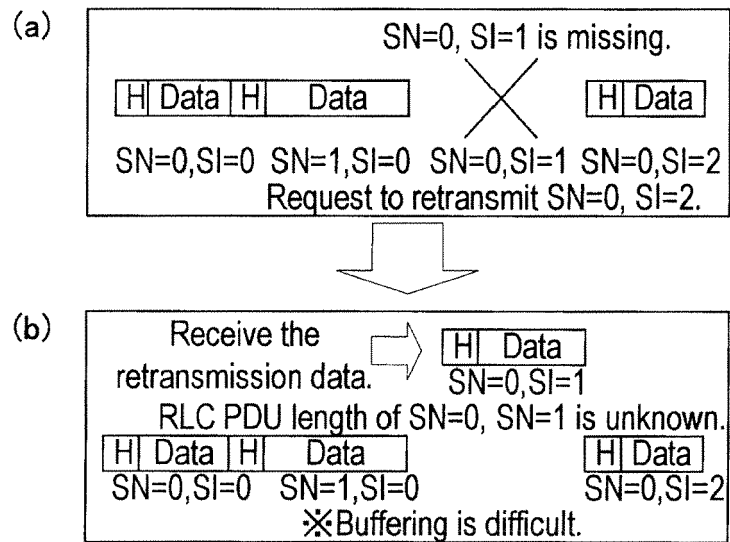 (a)
SN=0, SI=1 is missing.
H Data H Data H Data
SN=0,SI=0 SN=1,SI=0 SN=0,SI=1 SN=0,SI=2
Request to retransmit SN=0, SI=2.
(b)
Receive the
retransmission data.
H Data
SN=0,SI=1
RLC PDU length of SN=0, SN=1 is unknown.
H Data H Data H Data
SN=0,SI=0 SN=1,SI=0 SN=0,SI=2
※Buffering is difficult.